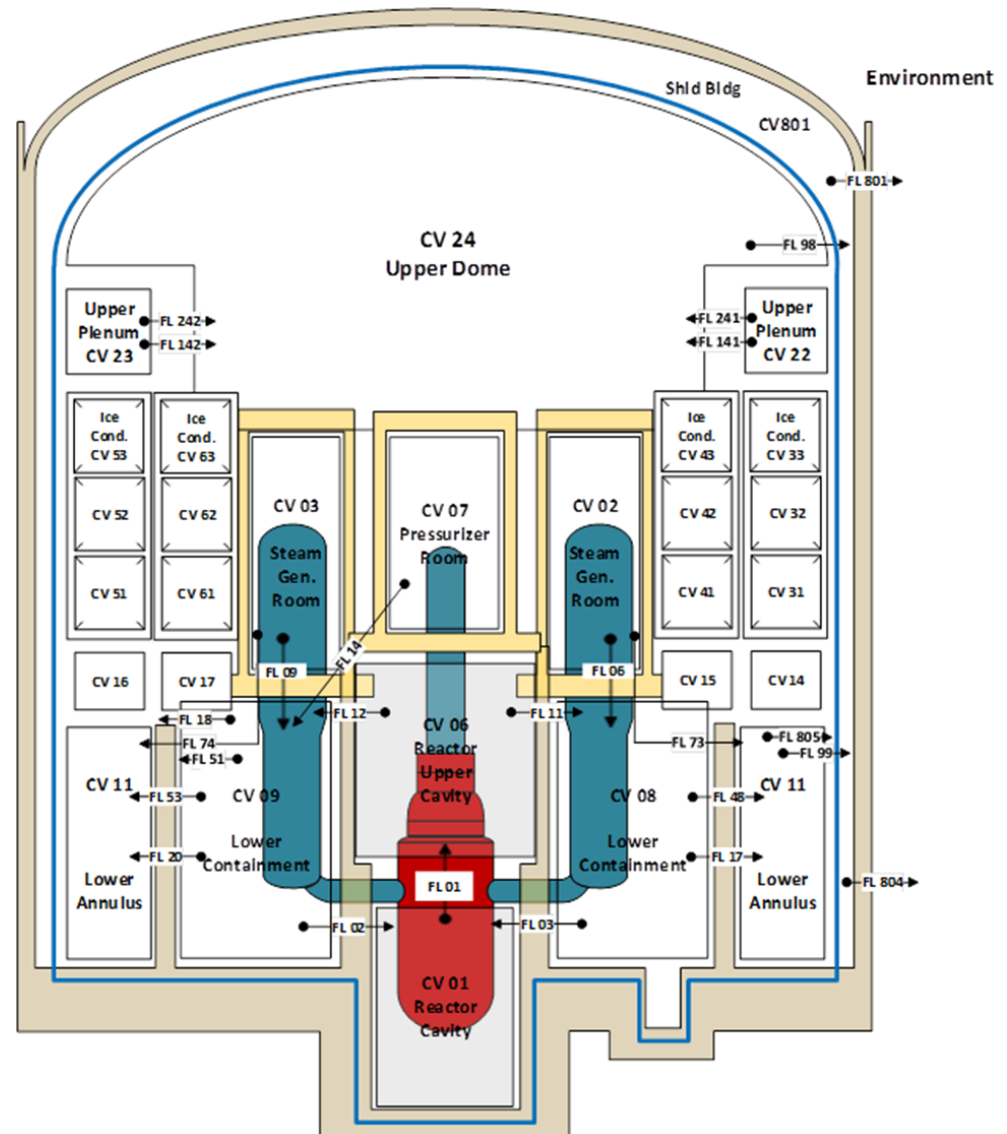 Environment
Shld Bldg
CV801
FL 801
CV 24
Upper Dome
FL 98
Upper
Plenum
CV 23
FL 242
FL 142
FL 241
FL 141
Upper
Plenum
CV 22
Ice
Cond.
CV 53
Ice
Cond.
CV 63
Ice
Cond.
CV 43
Ice
Cond.
CV 33
CV 52
CV 62
CV 42
CV 32
CV 51
CV 61
CV 41
CV 31
CV 03
Steam
Gen.
Room
CV 07
Pressurizer
Room
CV 02
Steam
Gen.
Room
FL 09
FL 14
FL 06
CV 16
CV 17
CV 15
CV 14
FL 18
FL 12
FL 11
FL 74
FL 51
FL 73
FL 805
FL 99
CV 06
Reactor
Upper
Cavity
CV 11
FL 53
CV 09
CV 08
FL 48
CV 11
FL 20
Lower
Containment
Lower
Containment
FL 17
Lower
Annulus
FL 01
Lower
Annulus
FL 804
FL 02
FL 03
CV 01
Reactor
Cavity